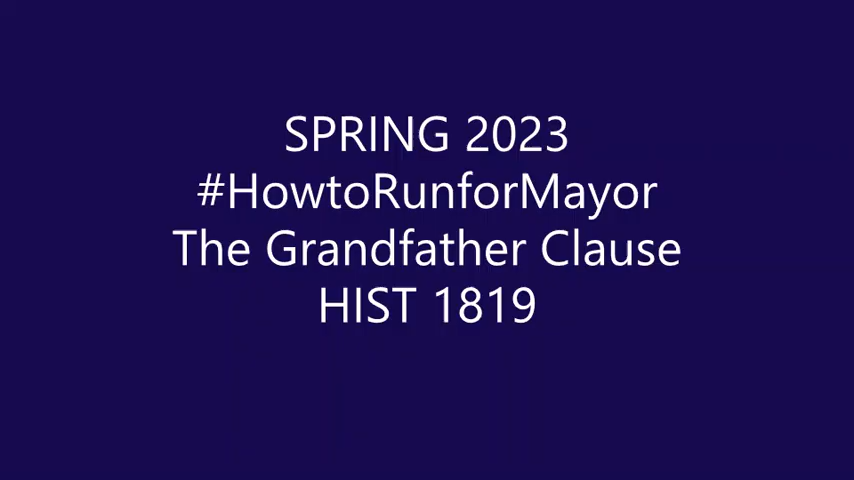 SPRING 2023
#HowtoRunforMayor
The Grandfather Clause
HIST 1819